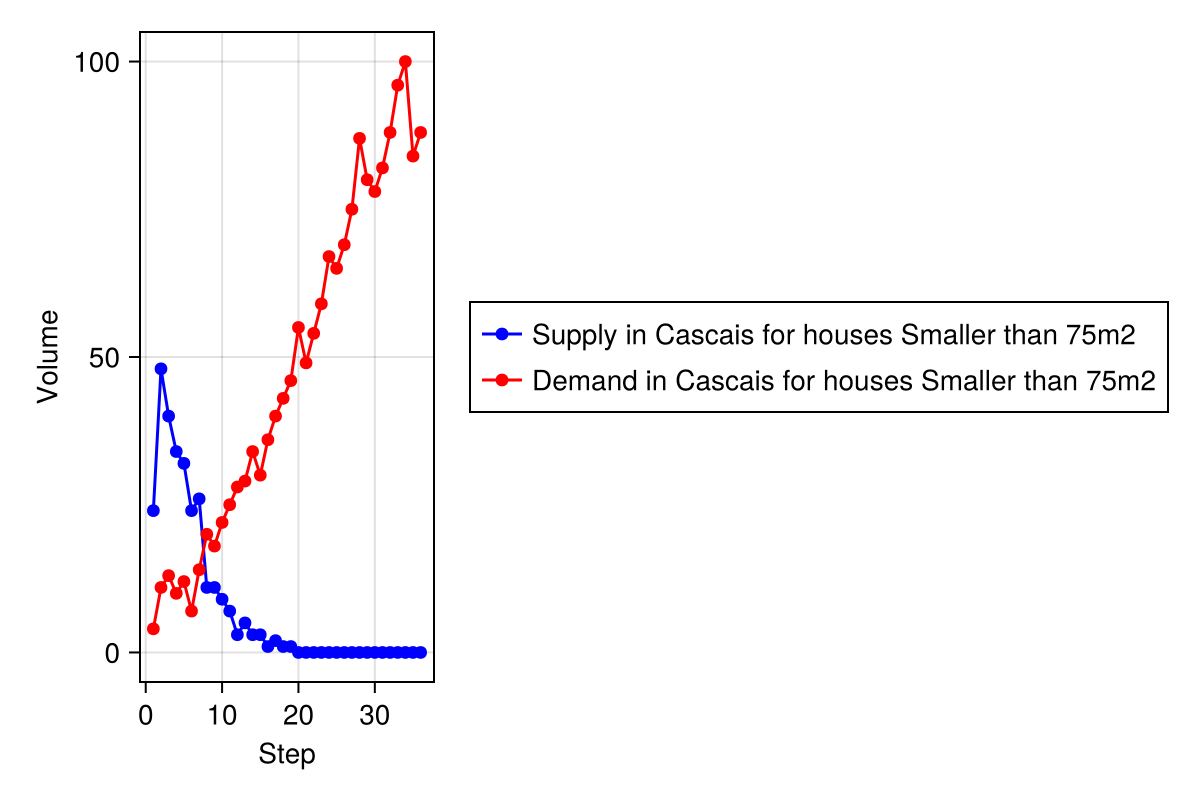 100
50
0
Volume
0 10 20 30
Step
Supply in Cascais for houses Smaller than 75m2
Demand in Cascais for houses Smaller than 75m2